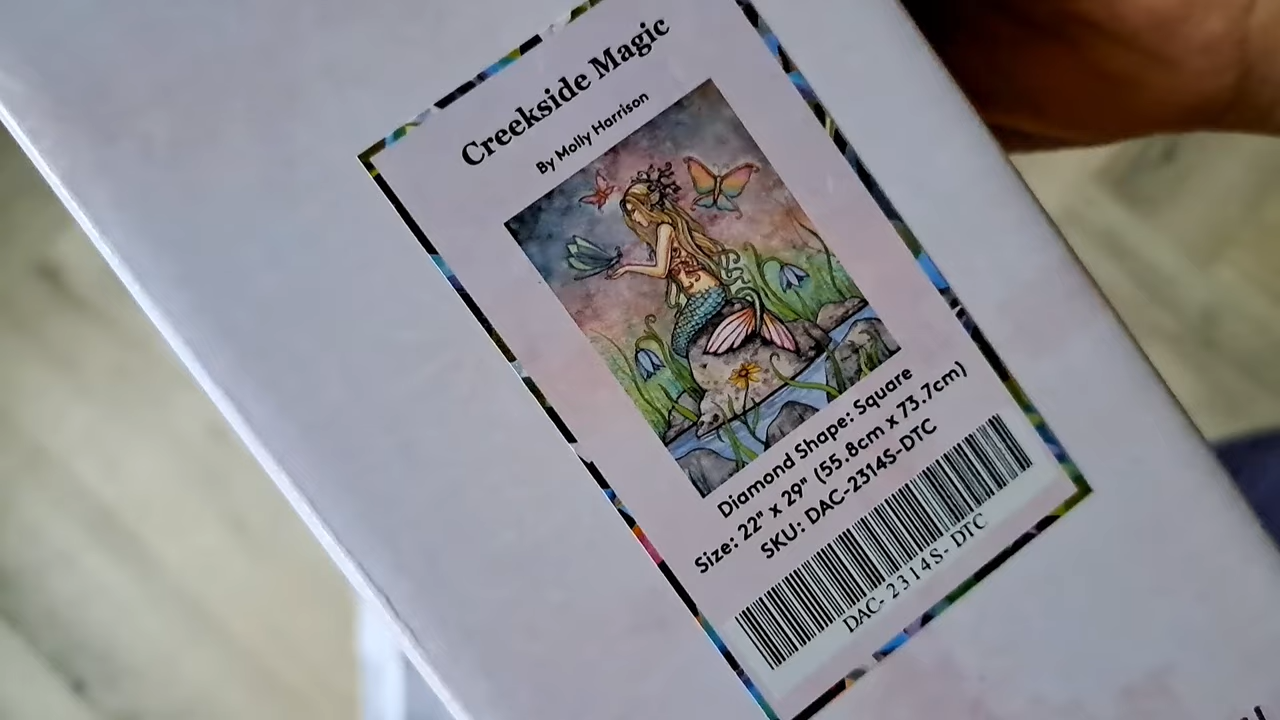 Creekside Magic
By Molly Harrison
Diamond Shape: Square
Size: 22" x 29" (55.8cm x 73.7cm)
SKU: DAC-2314S-DTC
DAC- 2314S- DTC